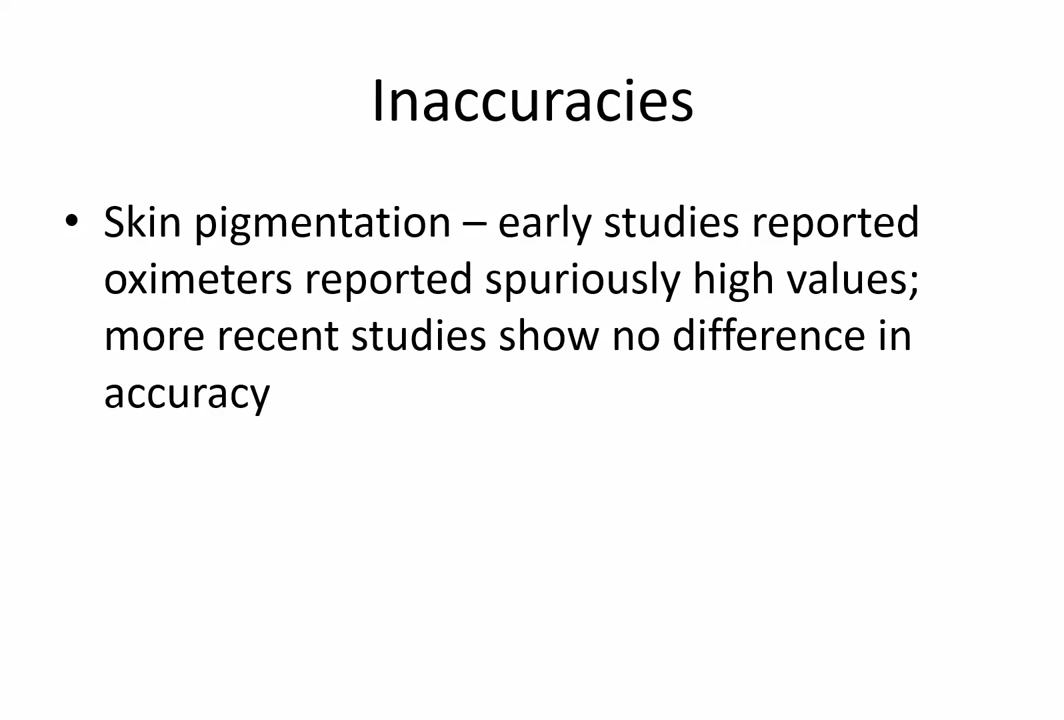 Inaccuracies
• Skin pigmentation – early studies reported
oximeters reported spuriously high values;
more recent studies show no difference in
accuracy